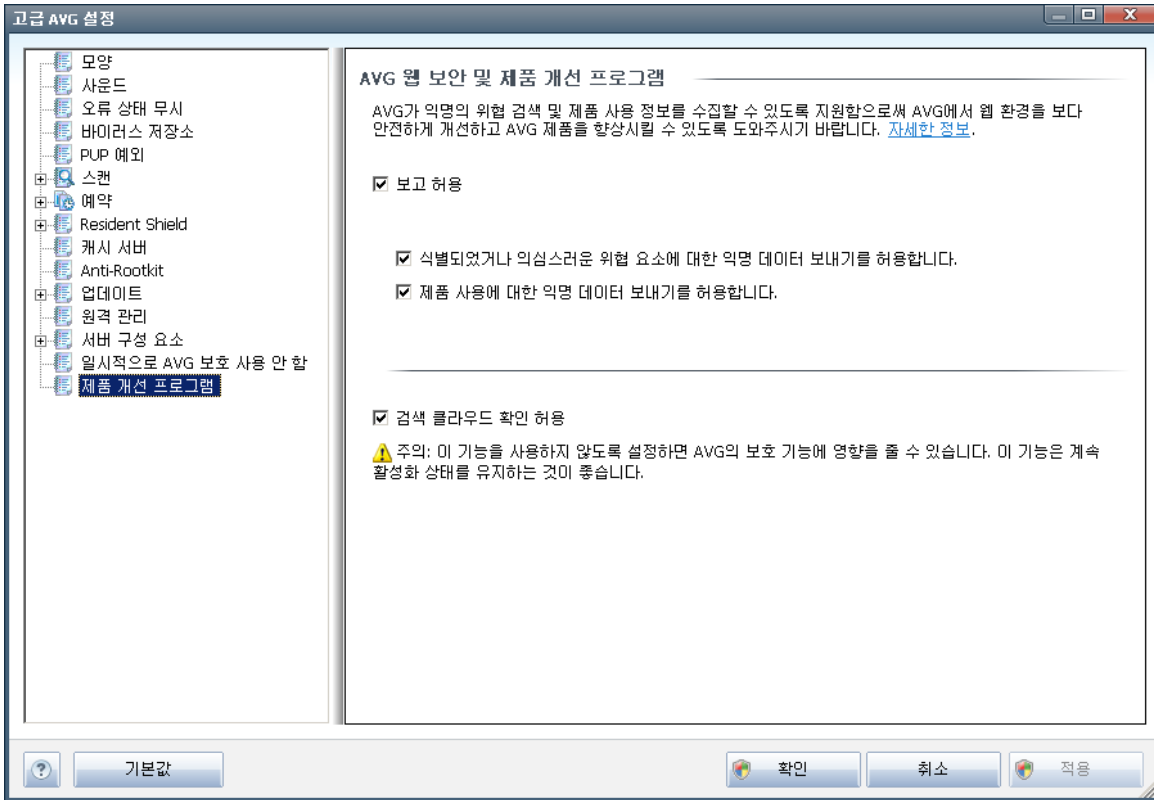 고급 AVG 설정
모양
사운드
오류 상태 무시
바이러스 저장소
PUP 예외
스캔
예약
Resident Shield
캐시 서버
Anti-Rootkit
업데이트
원격 관리
서버 구성 요소
일시적으로 AVG 보호 사용 안 함
제품 개선 프로그램
AVG 웹 보안 및 제품 개선 프로그램
AVG가 익명의 위협 검색 및 제품 사용 정보를 수집할 수 있도록 지원함으로써 AVG에서 웹 환경을 보다
안전하게 개선하고 AVG 제품을 향상시킬 수 있도록 도와주시기 바랍니다. 자세한 정보.
보고 허용
식별되었거나 의심스러운 위협 요소에 대한 익명 데이터 보내기를 허용합니다.
제품 사용에 대한 익명 데이터 보내기를 허용합니다.
검색 클라우드 확인 허용
주의: 이 기능을 사용하지 않도록 설정하면 AVG의 보호 기능에 영향을 줄 수 있습니다. 이 기능은 계속
활성화 상태를 유지하는 것이 좋습니다.
기본값
확인
취소
적용